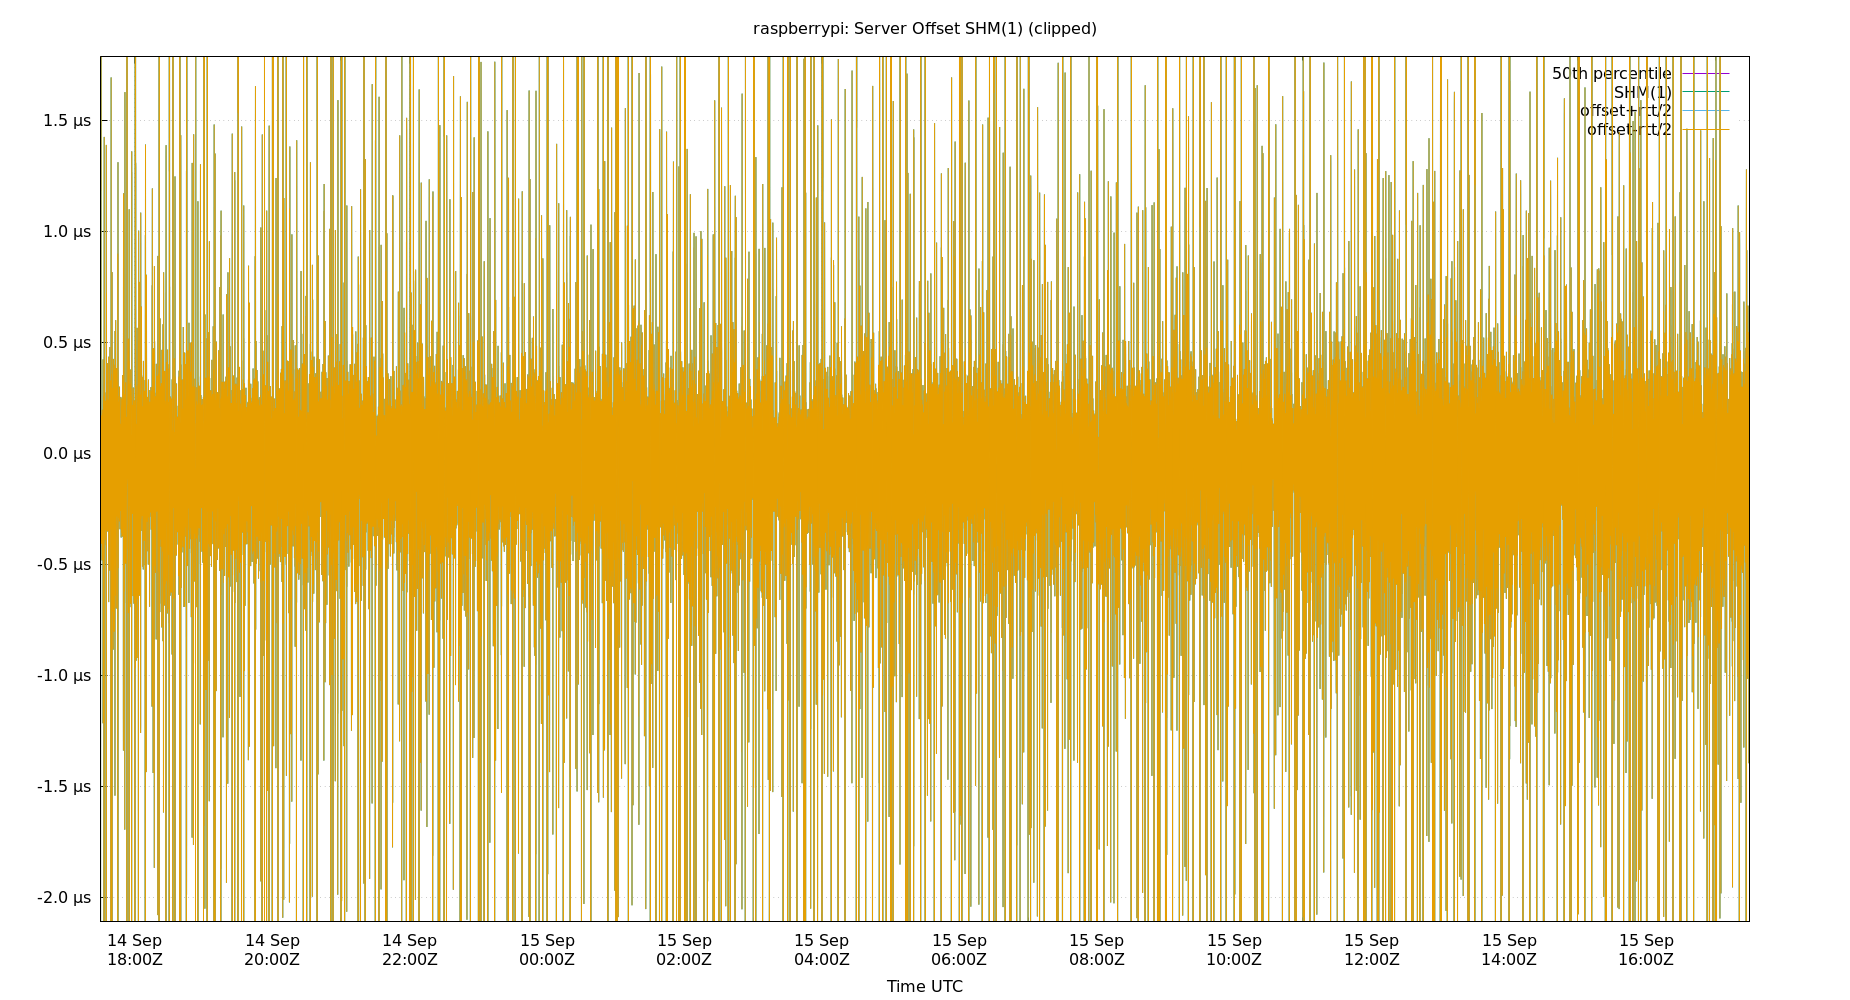 raspberrypi: Server Offset SHM(1) (clipped)
50th percentile
SHM(1)
offset+rtt/2
offset-rtt/2
1.5 µs
1.0 µs
0.5 µs
0.0 µs
-0.5 µs
-1.0 µs
-1.5 µs
-2.0 µs
14 Sep 14 Sep 14 Sep 15 Sep 15 Sep 15 Sep 15 Sep 15 Sep 15 Sep 15 Sep 15 Sep 15 Sep
18:00Z 20:00Z 22:00Z 00:00Z 02:00Z 04:00Z 06:00Z 08:00Z 10:00Z 12:00Z 14:00Z 16:00Z
Time UTC